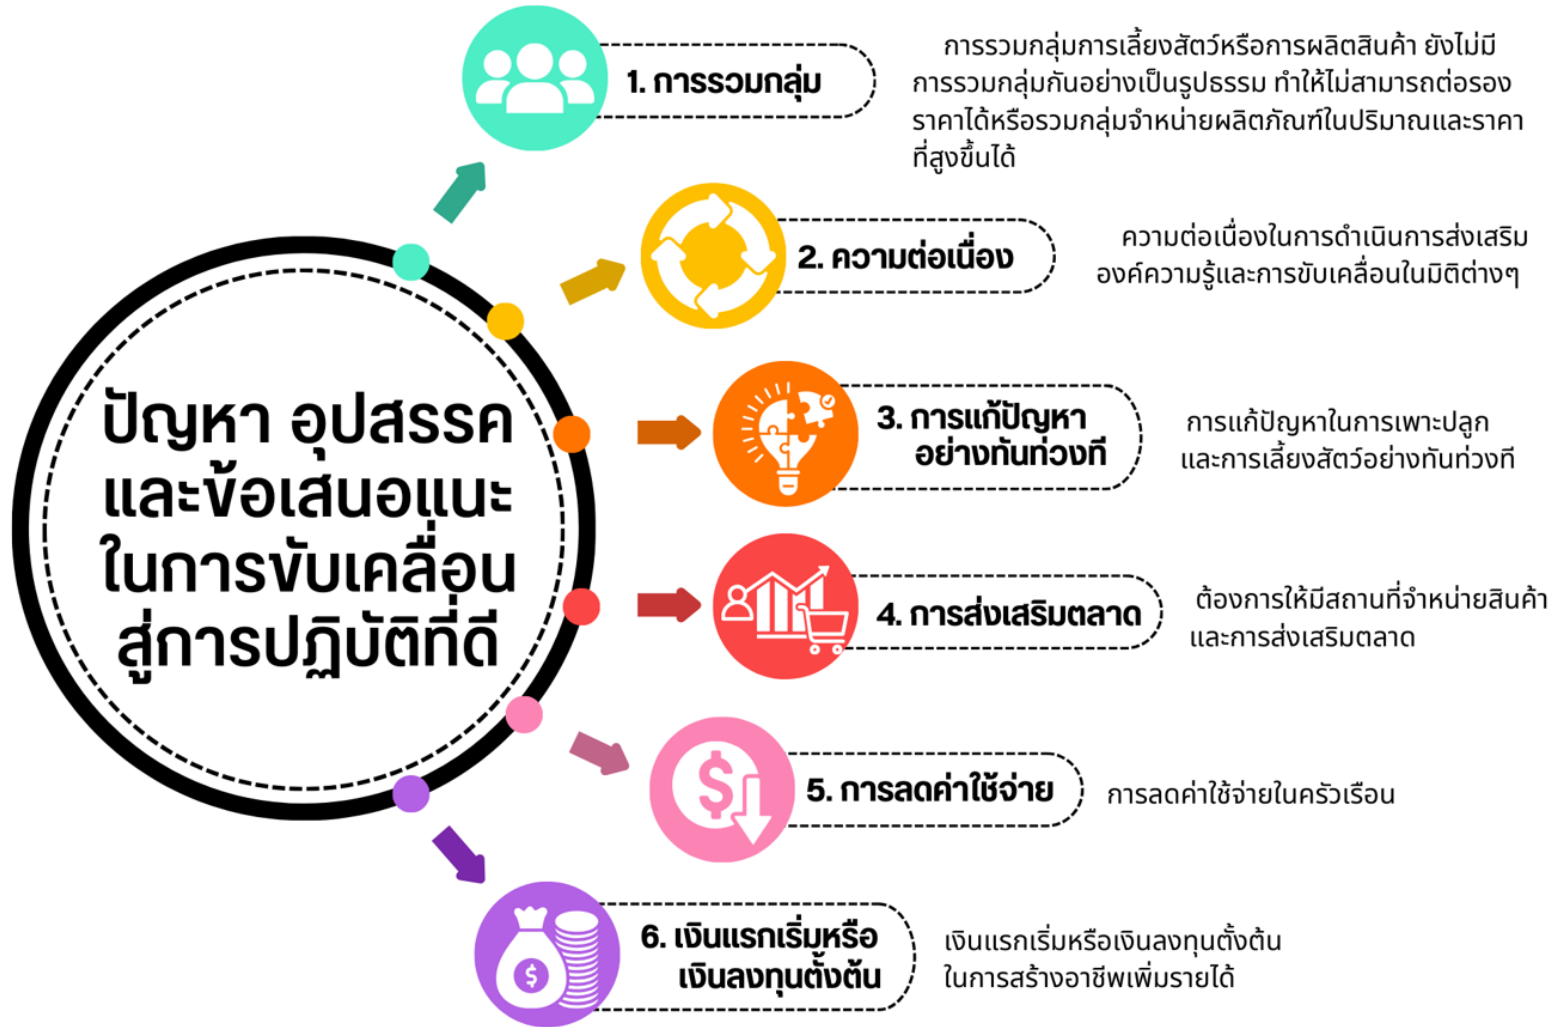 ปัญหา อุปสรรค
และข้อเสนอแนะ
ในการขับเคลื่อน
สู่การปฏิบัติที่ดี
1. การรวมกลุ่ม
การรวมกลุ่มการเลี้ยงสัตว์หรือการผลิตสินค้า ยังไม่มี
การรวมกลุ่มกันอย่างเป็นรูปธรรม ทำให้ไม่สามารถต่อรอง
ราคาได้หรือรวมกลุ่มจำหน่ายผลิตภัณฑ์ในปริมาณและราคา
ที่สูงขึ้นได้
2. ความต่อเนื่อง
ความต่อเนื่องในการดำเนินการส่งเสริม
องค์ความรู้และการขับเคลื่อนในมิติต่างๆ
3. การแก้ปัญหา
อย่างทันท่วงที
การแก้ปัญหาในการเพาะปลูก
และการเลี้ยงสัตว์อย่างทันท่วงที
4. การส่งเสริมตลาด
ต้องการให้มีสถานที่จำหน่ายสินค้า
และการส่งเสริมตลาด
$
5. การลดค่าใช้จ่าย
การลดค่าใช้จ่ายในครัวเรือน
$
6. เงินแรกเริ่มหรือ
เงินลงทุนตั้งต้น
เงินแรกเริ่มหรือเงินลงทุนตั้งต้น
ในการสร้างอาชีพเพิ่มรายได้